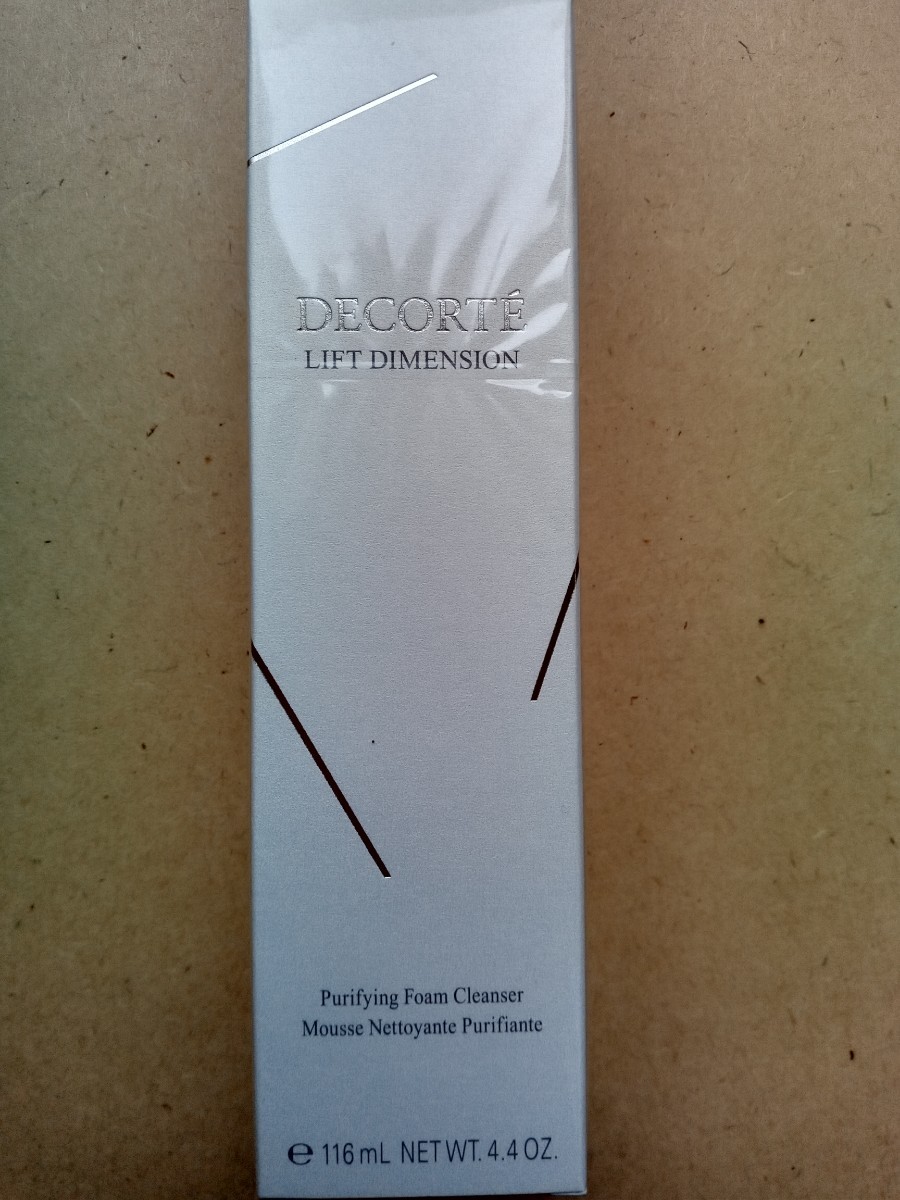 DECORTÉ
LIFT DIMENSION
Purifying Foam Cleanser
Mousse Nettoyante Purifiante
℮ 116 mL NET WT. 4.4 OZ.